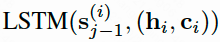 LSTM(s_{j-1}^{(i)}, (h_i, c_i))